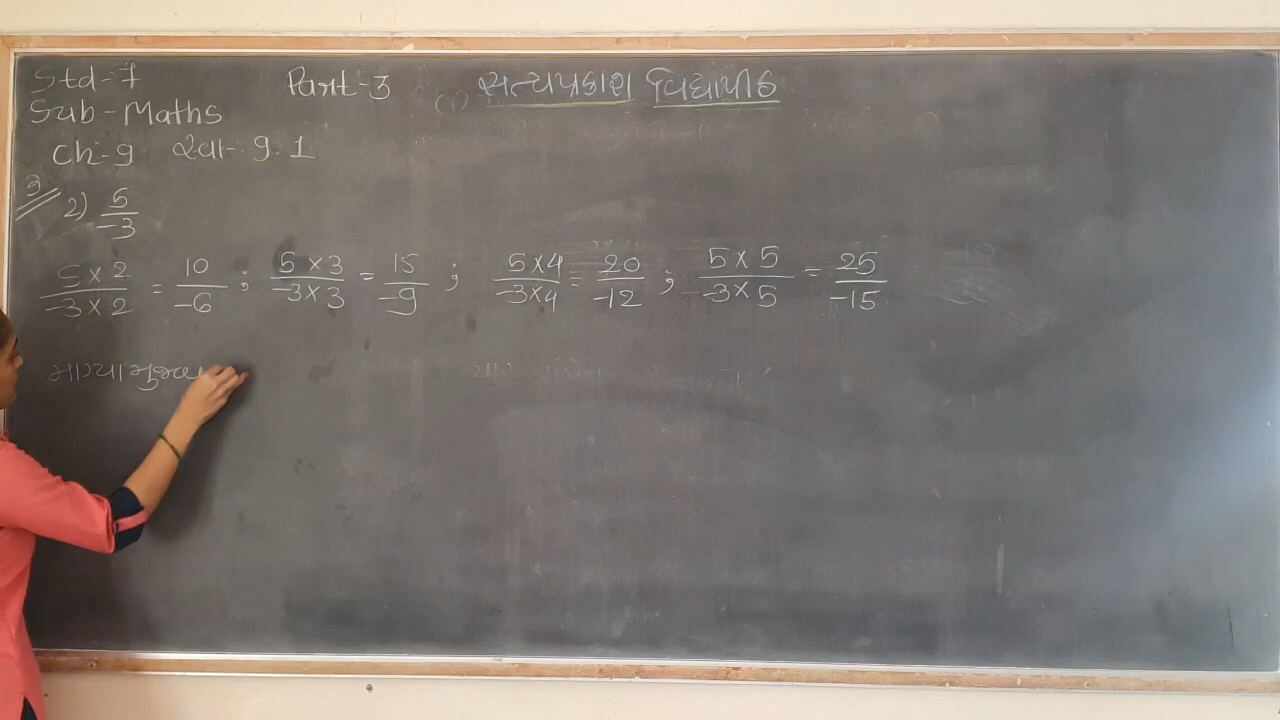 Std-7 Part-3 સત્યપ્રકાશ વિદ્યાપીઠ
Sub-Maths
Ch-9 સ્વા-9.1
3 2) 5/-3
5×2/-3×2 = 10/-6 ; 5×3/-3×3 = 15/-9 ; 5×4/-3×4 = 20/-12 ; 5×5/-3×5 = 25/-15